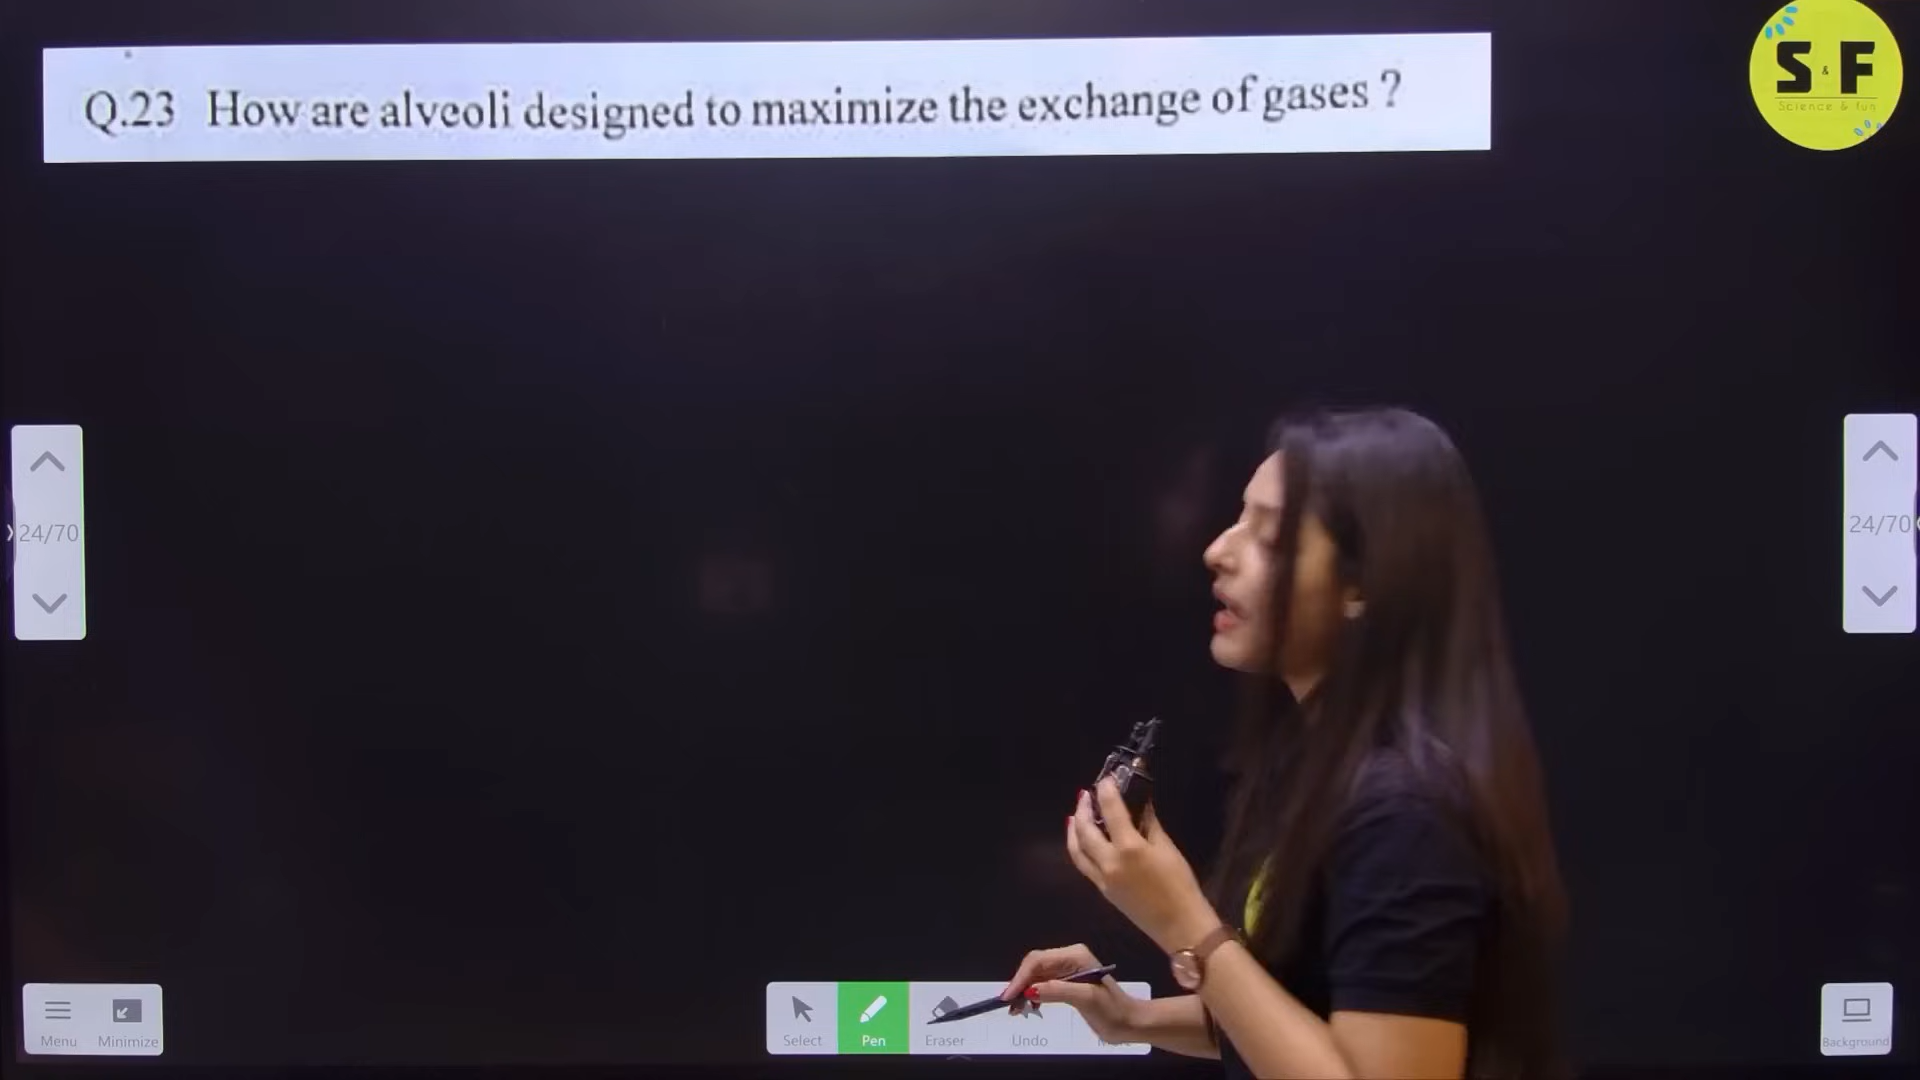 Q.23 How are alveoli designed to maximize the exchange of gases ?
S & F
Science & fun
24/70
24/70
Menu
Minimize
Select
Pen
Eraser
Undo
Background